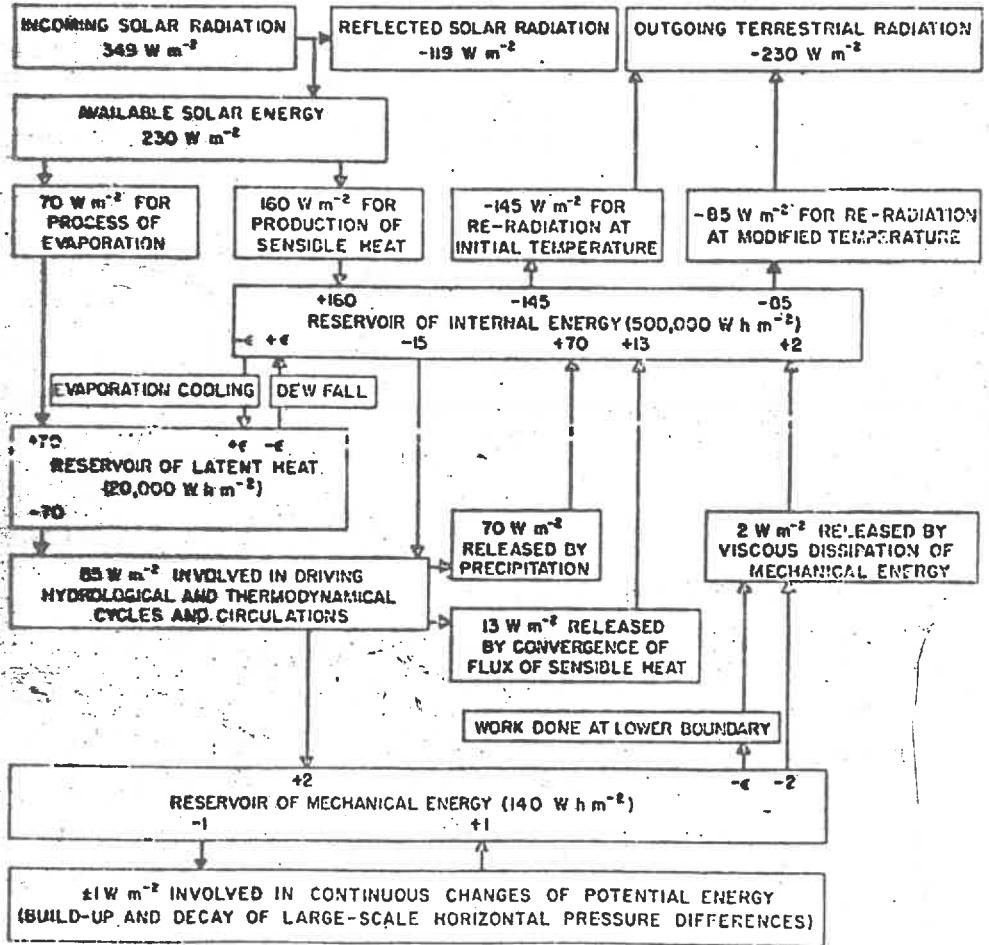 INCOMING SOLAR RADIATION
349 W m⁻²
REFLECTED SOLAR RADIATION
-119 W m⁻²
OUTGOING TERRESTRIAL RADIATION
-230 W m⁻²
AVAILABLE SOLAR ENERGY
230 W m⁻²
70 W m⁻² FOR
PROCESS OF
EVAPORATION
160 W m⁻² FOR
PRODUCTION OF
SENSIBLE HEAT
-145 W m⁻² FOR
RE-RADIATION AT
INITIAL TEMPERATURE
-85 W m⁻² FOR RE-RADIATION
AT MODIFIED TEMPERATURE
+160 -145 -85
RESERVOIR OF INTERNAL ENERGY (500,000 W h m⁻²)
-ϵ +ϵ -15 +70 +13 +2
EVAPORATION COOLING
DEW FALL
+70 +ϵ -ϵ
RESERVOIR OF LATENT HEAT
(20,000 W h m⁻²)
-70
85 W m⁻² INVOLVED IN DRIVING
HYDROLOGICAL AND THERMODYNAMICAL
CYCLES AND CIRCULATIONS
70 W m⁻²
RELEASED BY
PRECIPITATION
2 W m⁻² RELEASED BY
VISCOUS DISSIPATION OF
MECHANICAL ENERGY
13 W m⁻² RELEASED
BY CONVERGENCE OF
FLUX OF SENSIBLE HEAT
WORK DONE AT LOWER BOUNDARY
+2 -ϵ -2
RESERVOIR OF MECHANICAL ENERGY (140 W h m⁻²)
-1 +1
±1 W m⁻² INVOLVED IN CONTINUOUS CHANGES OF POTENTIAL ENERGY
(BUILD-UP AND DECAY OF LARGE-SCALE HORIZONTAL PRESSURE DIFFERENCES)